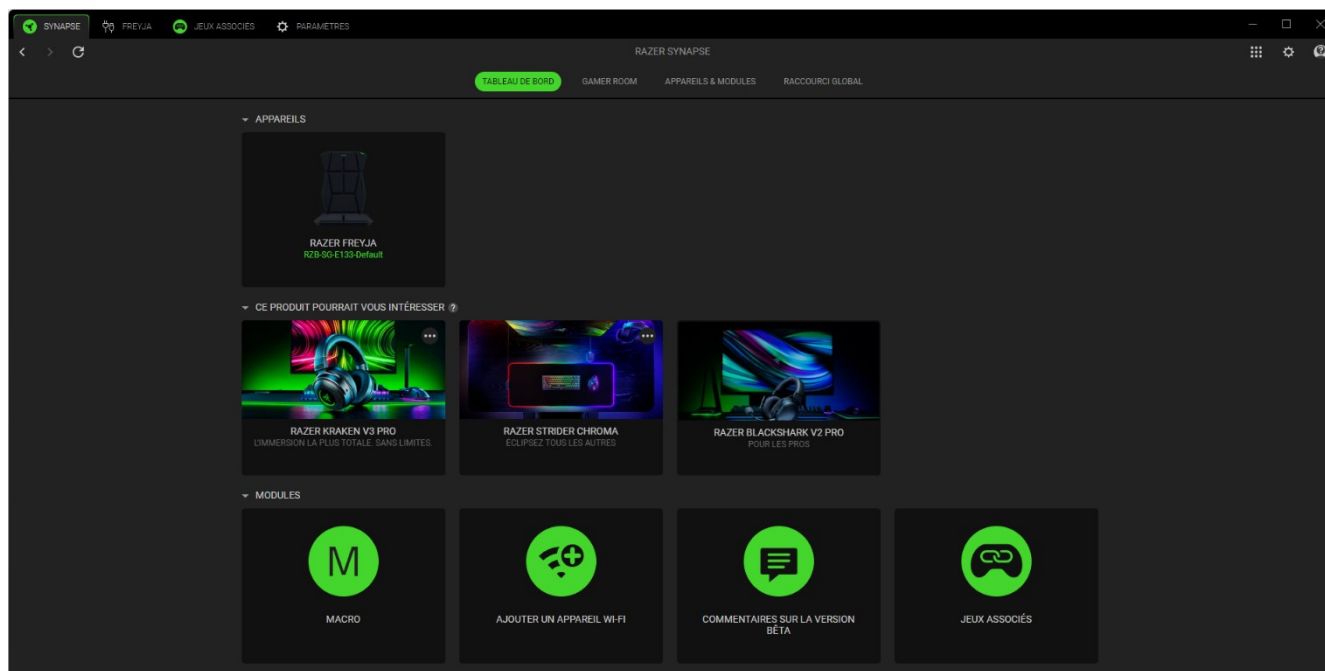 SYNAPSE
FREYJA
JEUX ASSOCIÉS
PARAMÈTRES
RAZER SYNAPSE
TABLEAU DE BORD
GAMER ROOM
APPAREILS & MODULES
RACCOURCI GLOBAL
APPAREILS
RAZER FREYJA
RZB-SG-E133-Default
CE PRODUIT POURRAIT VOUS INTÉRESSER ?
RAZER KRAKEN V3 PRO
L'IMMERSION LA PLUS TOTALE. SANS LIMITES.
RAZER STRIDER CHROMA
ECLIPSEZ TOUS LES AUTRES
RAZER BLACKSHARK V2 PRO
POUR LES PROS
MODULES
M
MACRO
AJOUTER UN APPAREIL WI-FI
COMMENTAIRES SUR LA VERSION
BÊTA
JEUX ASSOCIÉS